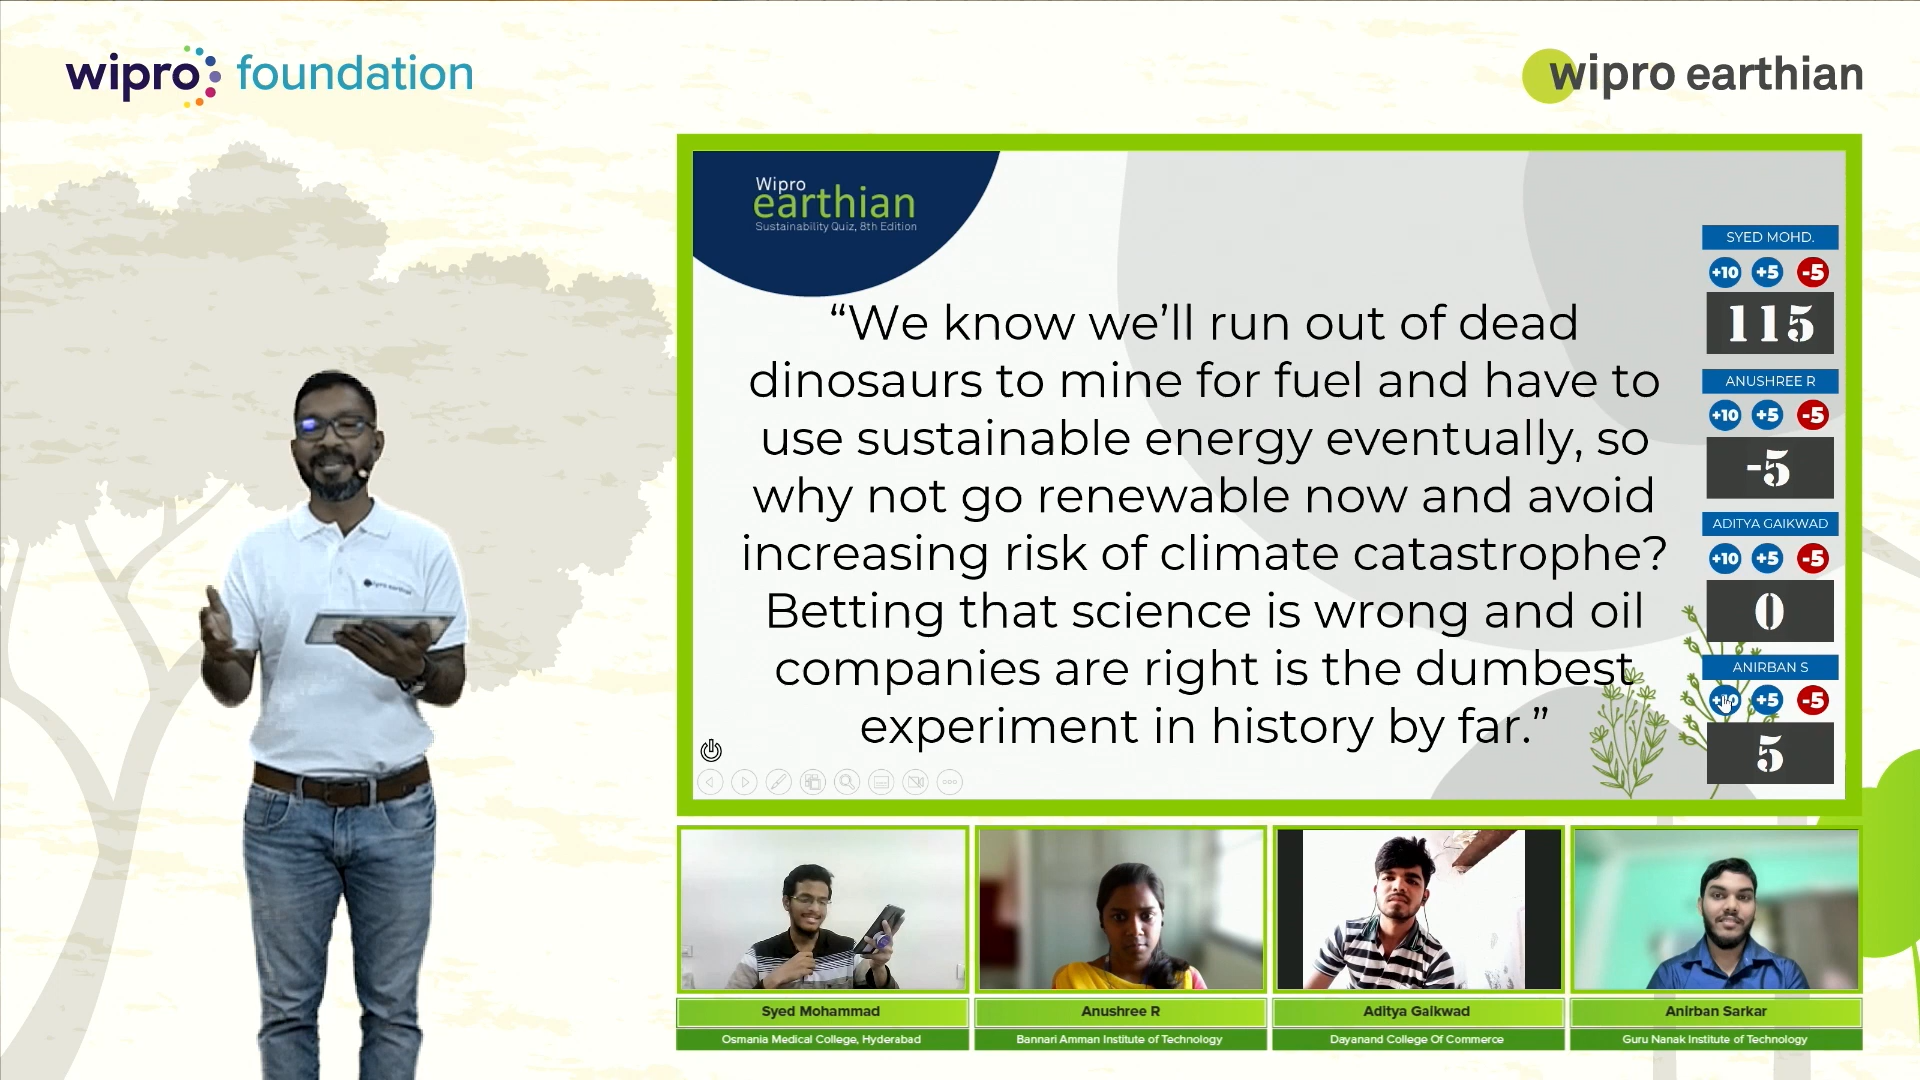 wipro foundation
wipro earthian
Wipro
earthian
Sustainability Quiz, 8th Edition
“We know we’ll run out of dead
dinosaurs to mine for fuel and have to
use sustainable energy eventually, so
why not go renewable now and avoid
increasing risk of climate catastrophe?
Betting that science is wrong and oil
companies are right is the dumbest
experiment in history by far.”
SYED MOHD.
+10 +5 -5
115
ANUSHREE R
+10 +5 -5
-5
ADITYA GAIKWAD
+10 +5 -5
0
ANIRBAN S
+10 +5 -5
5
wipro earthian
Syed Mohammad
Osmania Medical College, Hyderabad
Anushree R
Bannari Amman Institute of Technology
Aditya Gaikwad
Dayanand College Of Commerce
Anirban Sarkar
Guru Nanak Institute of Technology